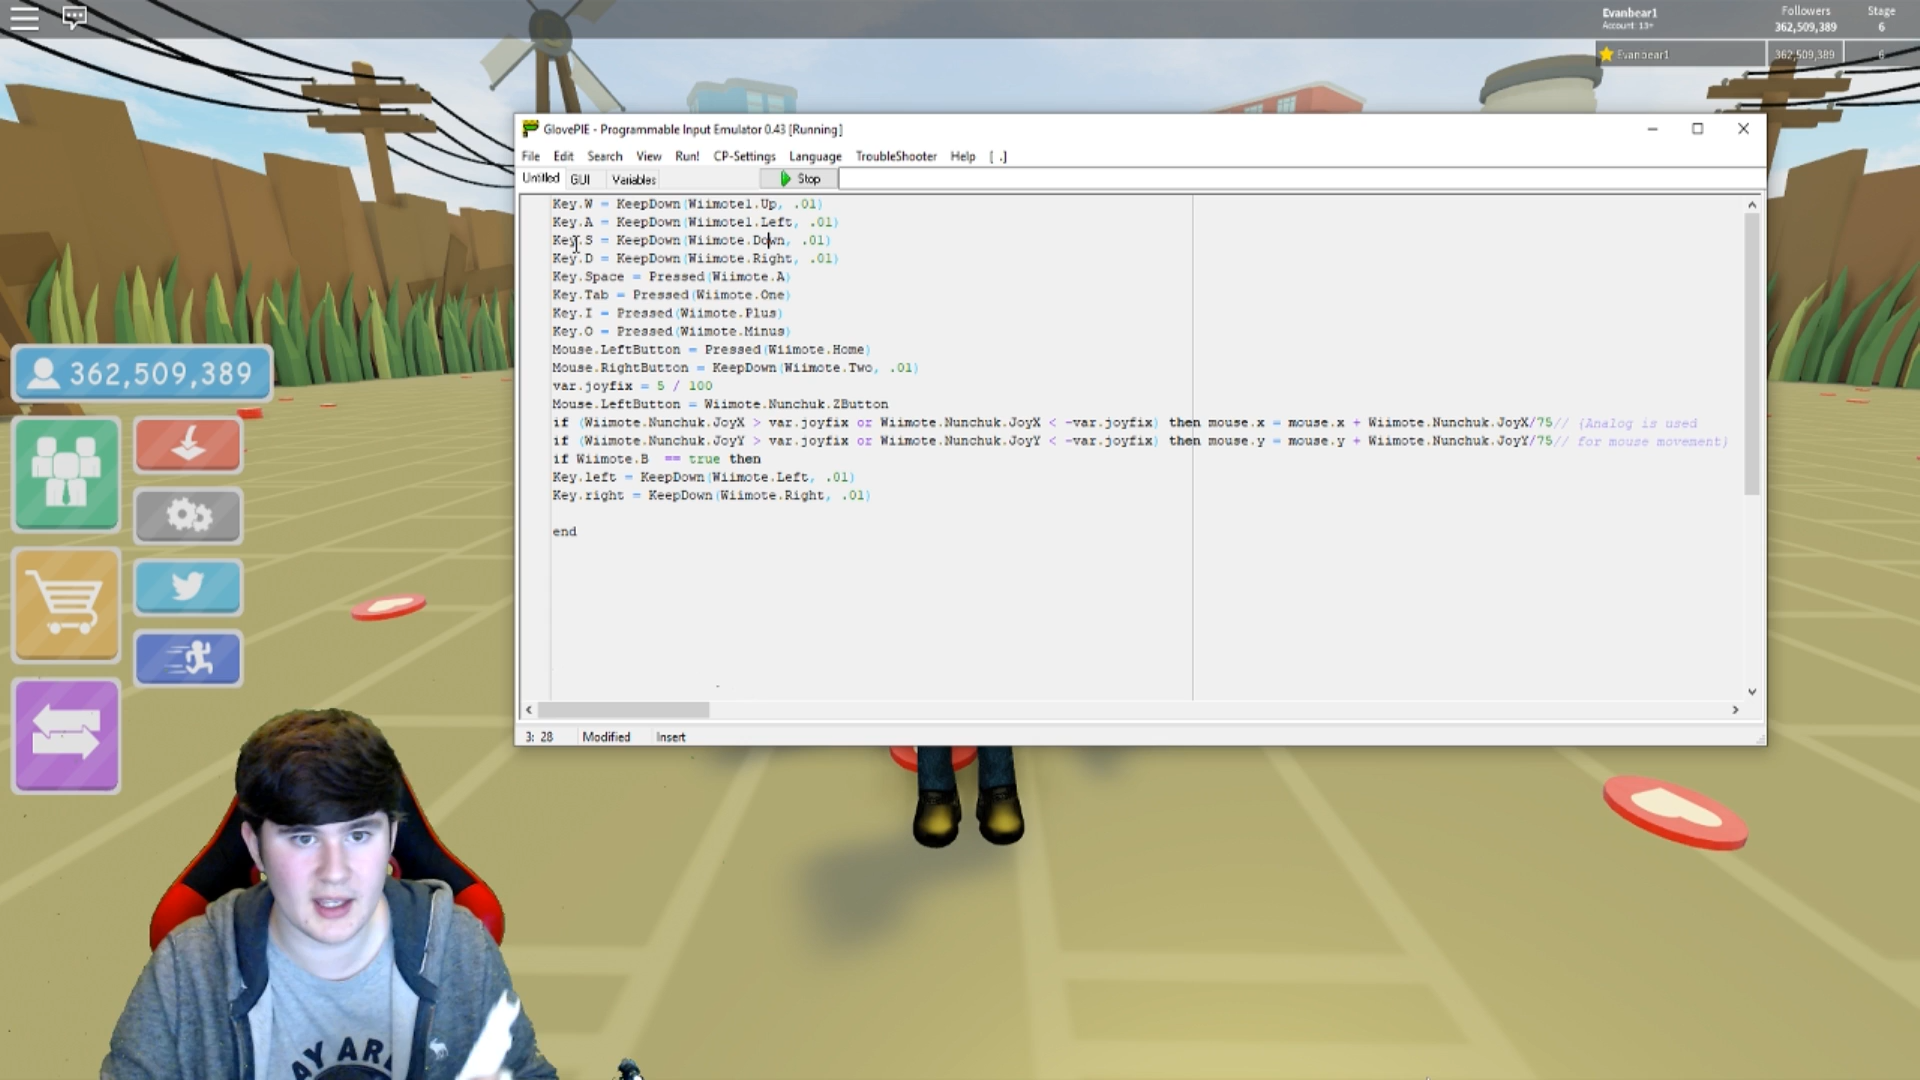 Evanbear1
Account: 13+
Followers
362,509,389
Stage
6
Evanbear1
362,509,389
6
GlovePIE - Programmable Input Emulator 0.43 [Running]
File Edit Search View Run! CP-Settings Language TroubleShooter Help [ .]
Untitled GUI Variables Stop
Key.W = KeepDown(Wiimote1.Up, .01)
Key.A = KeepDown(Wiimote1.Left, .01)
Key.S = KeepDown(Wiimote.Down, .01)
Key.D = KeepDown(Wiimote.Right, .01)
Key.Space = Pressed(Wiimote.A)
Key.Tab = Pressed(Wiimote.One)
Key.I = Pressed(Wiimote.Plus)
Key.O = Pressed(Wiimote.Minus)
Mouse.LeftButton = Pressed(Wiimote.Home)
Mouse.RightButton = KeepDown(Wiimote.Two, .01)
var.joyfix = 5 / 100
Mouse.LeftButton = Wiimote.Nunchuk.ZButton
if (Wiimote.Nunchuk.JoyX > var.joyfix or Wiimote.Nunchuk.JoyX < -var.joyfix) then mouse.x = mouse.x + Wiimote.Nunchuk.JoyX/75// (Analog is used
if (Wiimote.Nunchuk.JoyY > var.joyfix or Wiimote.Nunchuk.JoyY < -var.joyfix) then mouse.y = mouse.y + Wiimote.Nunchuk.JoyY/75// for mouse movement)
if Wiimote.B == true then
Key.left = KeepDown(Wiimote.Left, .01)
Key.right = KeepDown(Wiimote.Right, .01)
end
3: 28 Modified Insert
362,509,389